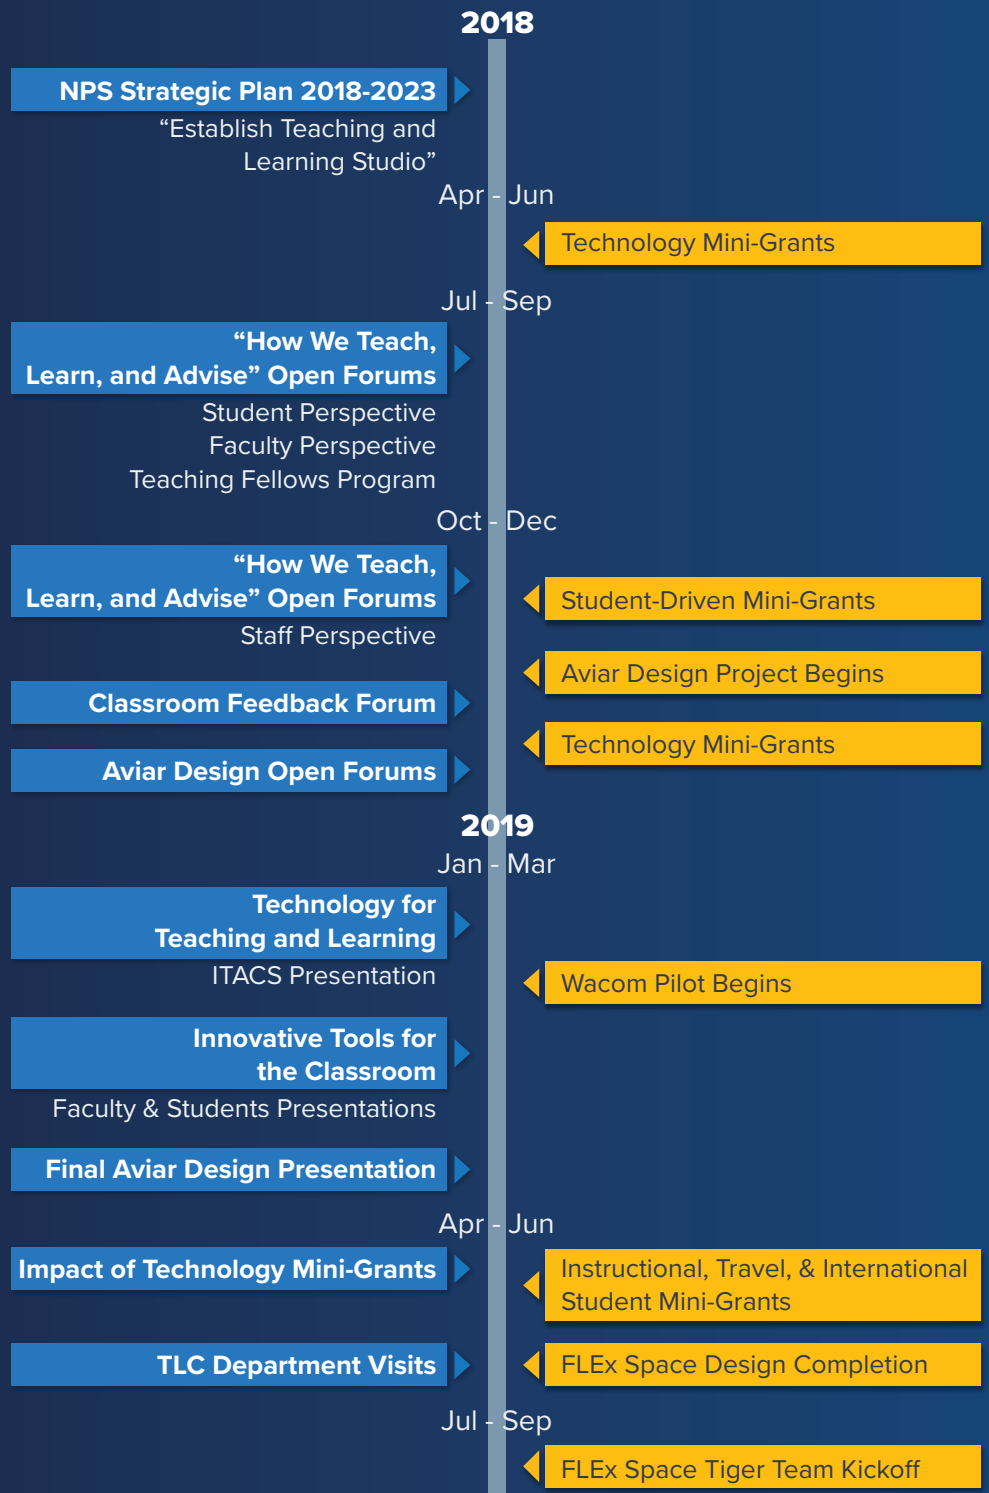 2018
NPS Strategic Plan 2018-2023
“Establish Teaching and
Learning Studio”
Apr - Jun
Technology Mini-Grants
Jul - Sep
“How We Teach,
Learn, and Advise” Open Forums
Student Perspective
Faculty Perspective
Teaching Fellows Program
Oct - Dec
“How We Teach,
Learn, and Advise” Open Forums
Staff Perspective
Student-Driven Mini-Grants
Aviar Design Project Begins
Classroom Feedback Forum
Technology Mini-Grants
Aviar Design Open Forums
2019
Jan - Mar
Technology for
Teaching and Learning
ITACS Presentation
Wacom Pilot Begins
Innovative Tools for
the Classroom
Faculty & Students Presentations
Final Aviar Design Presentation
Apr - Jun
Impact of Technology Mini-Grants
Instructional, Travel, & International
Student Mini-Grants
TLC Department Visits
FLEx Space Design Completion
Jul - Sep
FLEx Space Tiger Team Kickoff